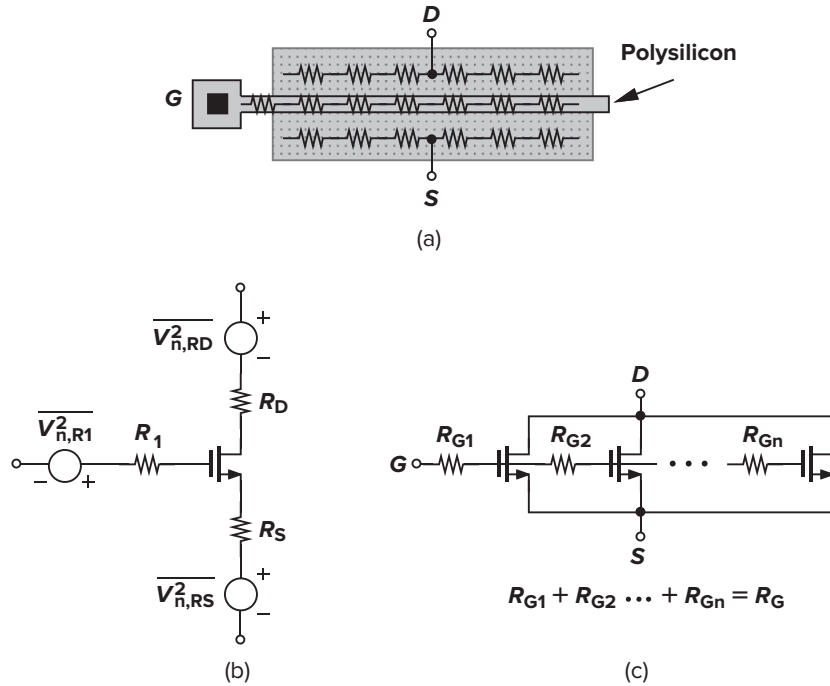 D
Polysilicon
G
S
(a)
V²n,RD
+
−
RD
V²n,R1
R1
− +
RS
V²n,RS
+
−
(b)
D
RG1 RG2 RGn
G
• • •
S
RG1 + RG2 • • • + RGn = RG
(c)